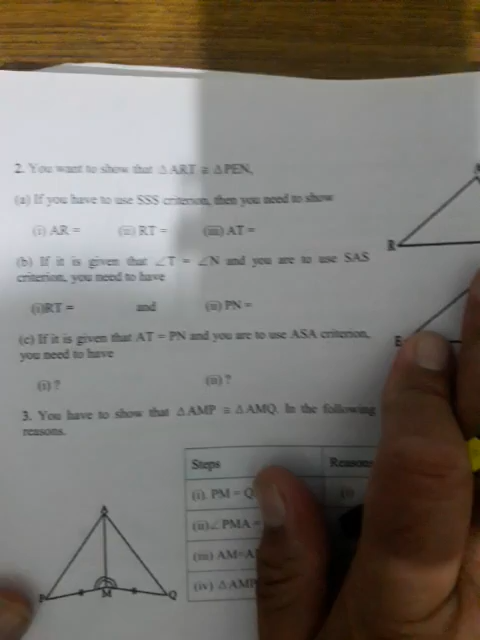 2. You want to show that △ART ≅ △PEN,
(a) If you have to use SSS criterion, then you need to show
(i) AR = (ii) RT = (iii) AT =
R
(b) If it is given that ∠T = ∠N and you are to use SAS
criterion, you need to have
(i)RT = and (ii) PN =
(c) If it is given that AT = PN and you are to use ASA criterion,
E
you need to have
(i) ? (ii) ?
3. You have to show that △AMP ≅ △AMQ. In the following
reasons.
Steps Reasons
(i). PM = Q (i)
(ii)∠ PMA =
(iii) AM=A
(iv) △AMP
A
P M Q